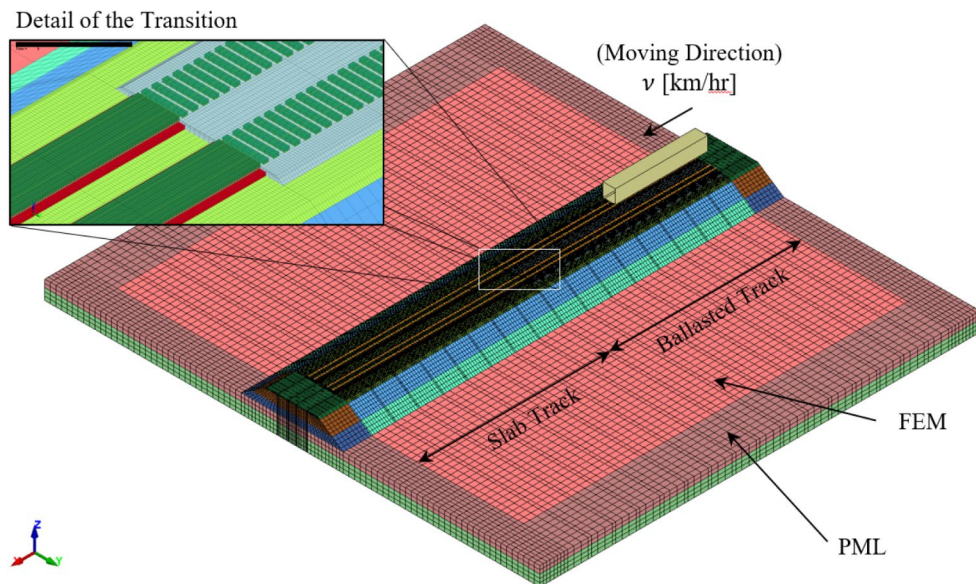 Detail of the Transition
(Moving Direction)
ν [km/hr]
Ballasted Track
Slab Track
FEM
PML
Z
X
Y